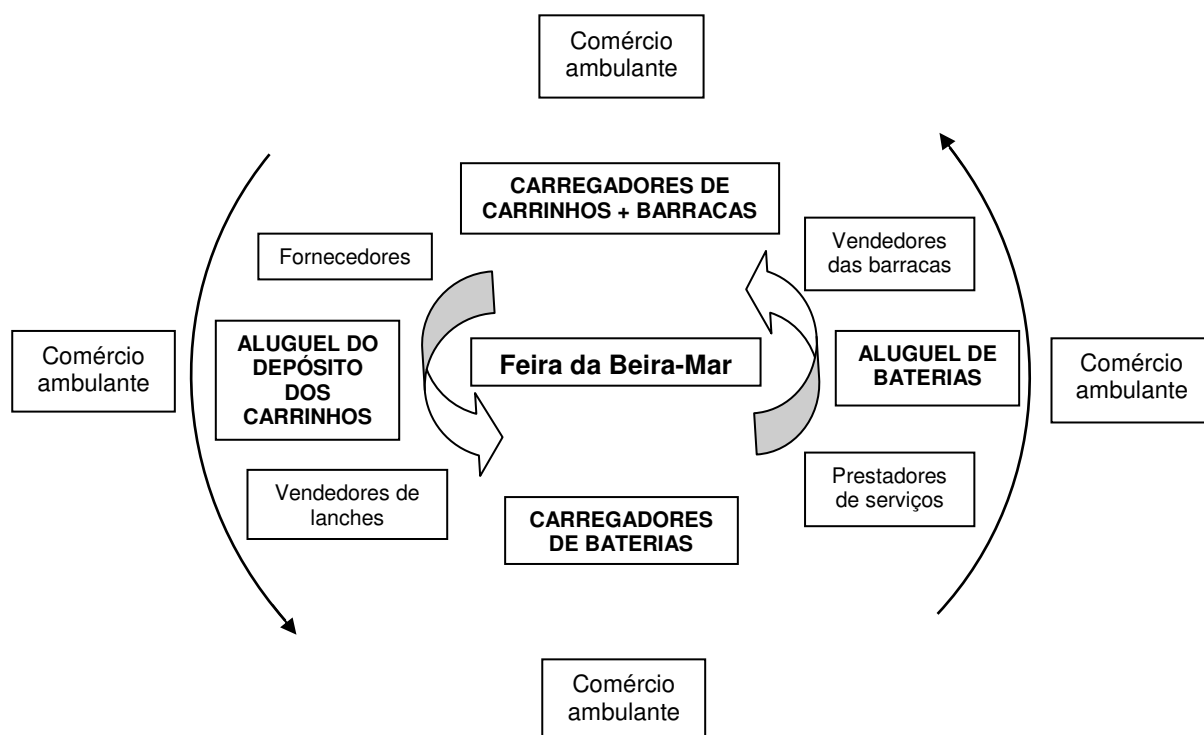 Comércio
ambulante
CARREGADORES DE
CARRINHOS + BARRACAS
Fornecedores
Vendedores
das barracas
Comércio
ambulante
ALUGUEL DO
DEPÓSITO
DOS
CARRINHOS
Feira da Beira-Mar
ALUGUEL DE
BATERIAS
Comércio
ambulante
Vendedores de
lanches
Prestadores
de serviços
CARREGADORES
DE BATERIAS
Comércio
ambulante